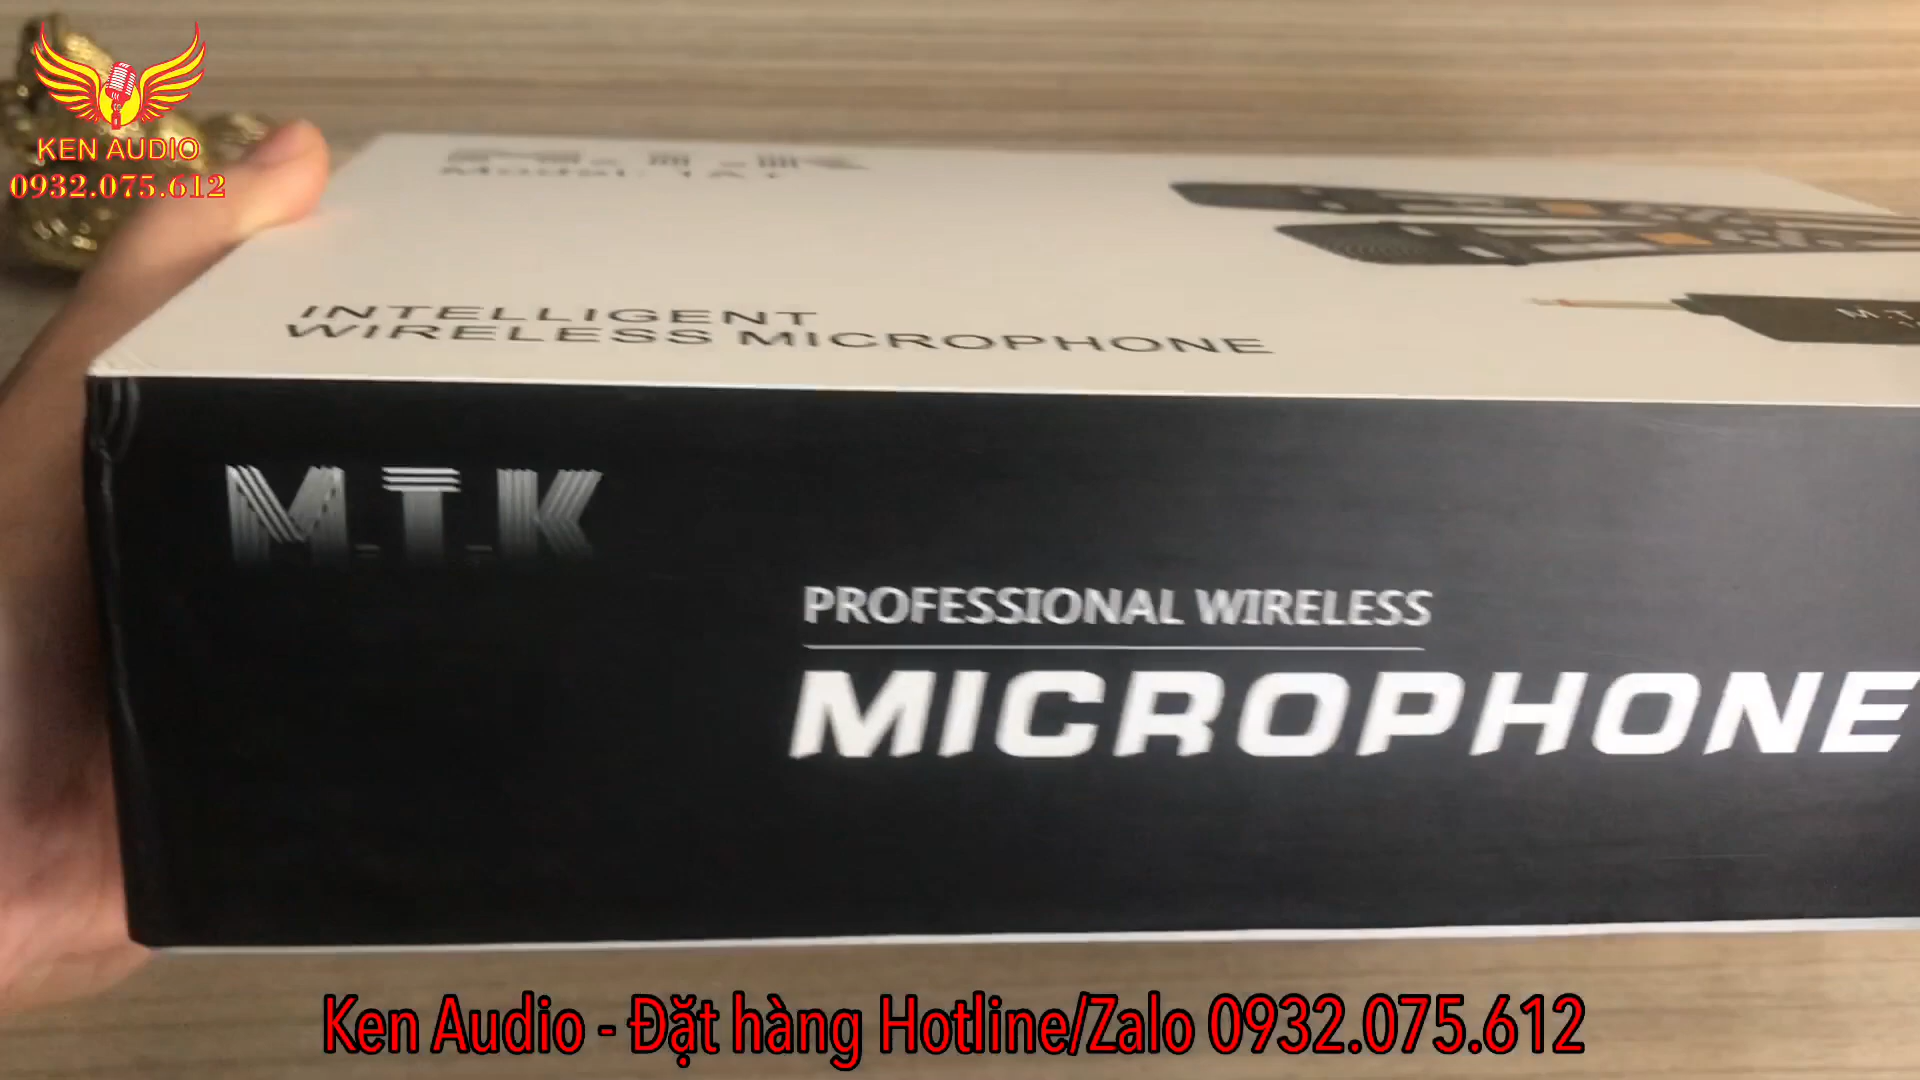 KEN AUDIO
0932.075.612
M.T.K
Model:
INTELLIGENT
WIRELESS MICROPHONE
M.T.K
PROFESSIONAL WIRELESS
MICROPHONE
Ken Audio - Đặt hàng Hotline/Zalo 0932.075.612